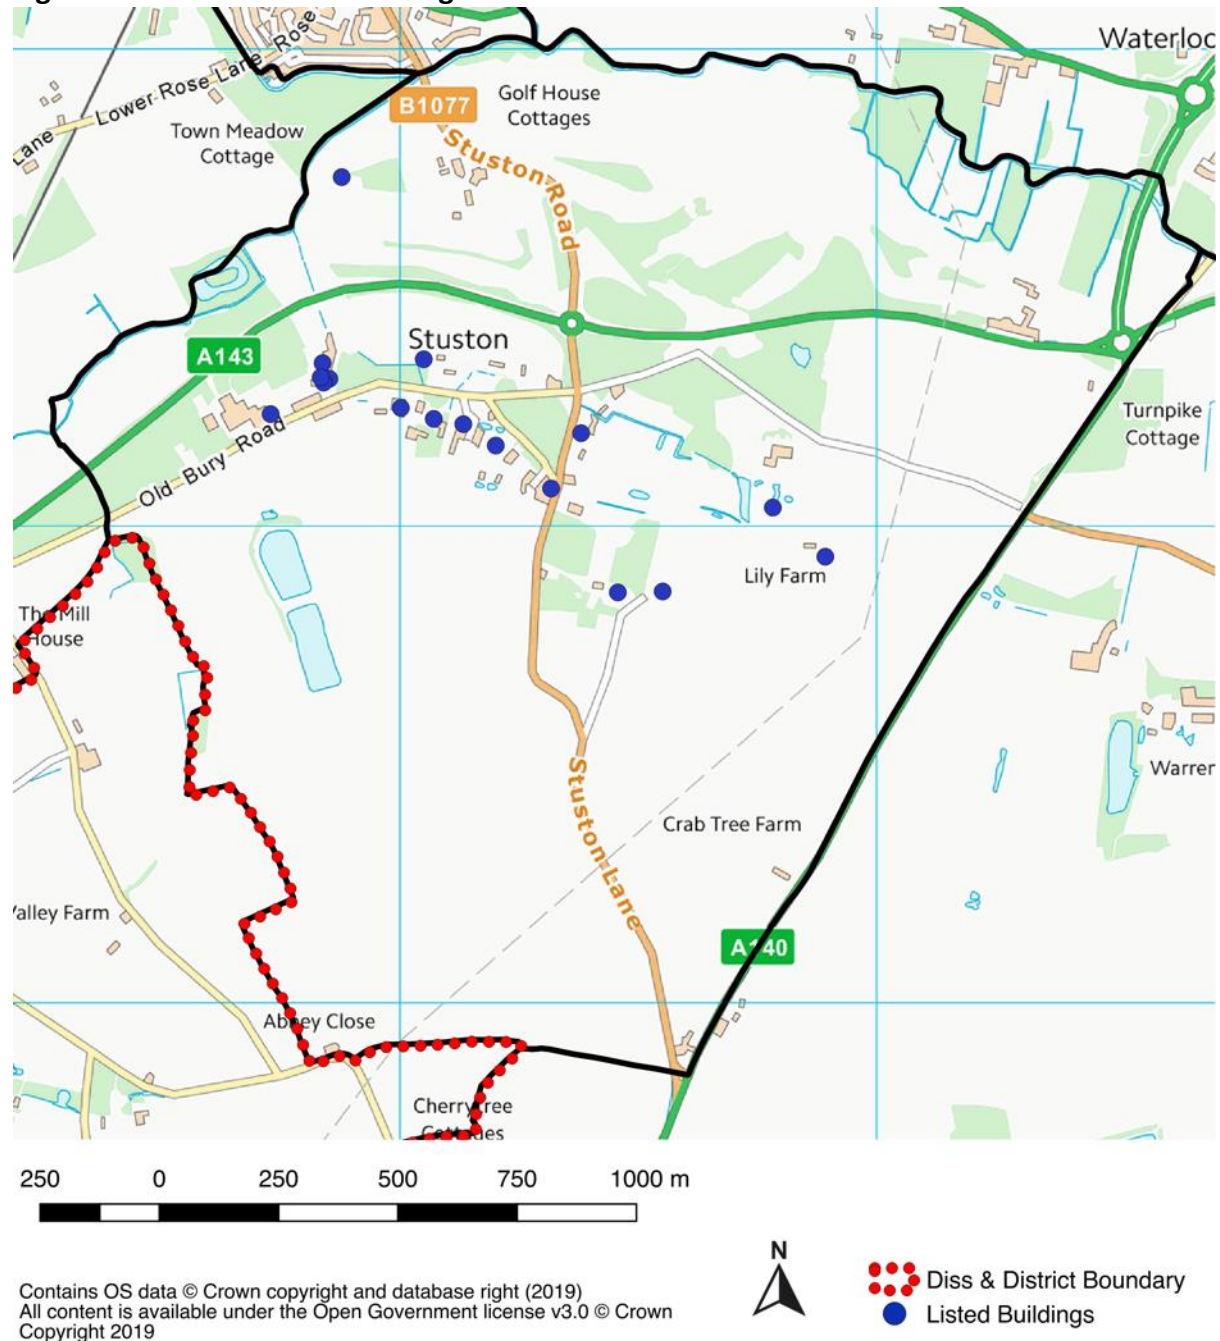 Waterloc
Rose
Lower Rose Lane
Lane
B1077
Golf House
Cottages
Town Meadow
Cottage
Stuston Road
A143
Stuston
Turnpike
Cottage
Old Bury Road
Lily Farm
The Mill
House
Warren
Stuston Lane
Crab Tree Farm
Valley Farm
A140
Abbey Close
Cherrytree
Cottages
250 0 250 500 750 1000 m
N
Diss & District Boundary
Listed Buildings
Contains OS data © Crown copyright and database right (2019)
All content is available under the Open Government license v3.0 © Crown
Copyright 2019